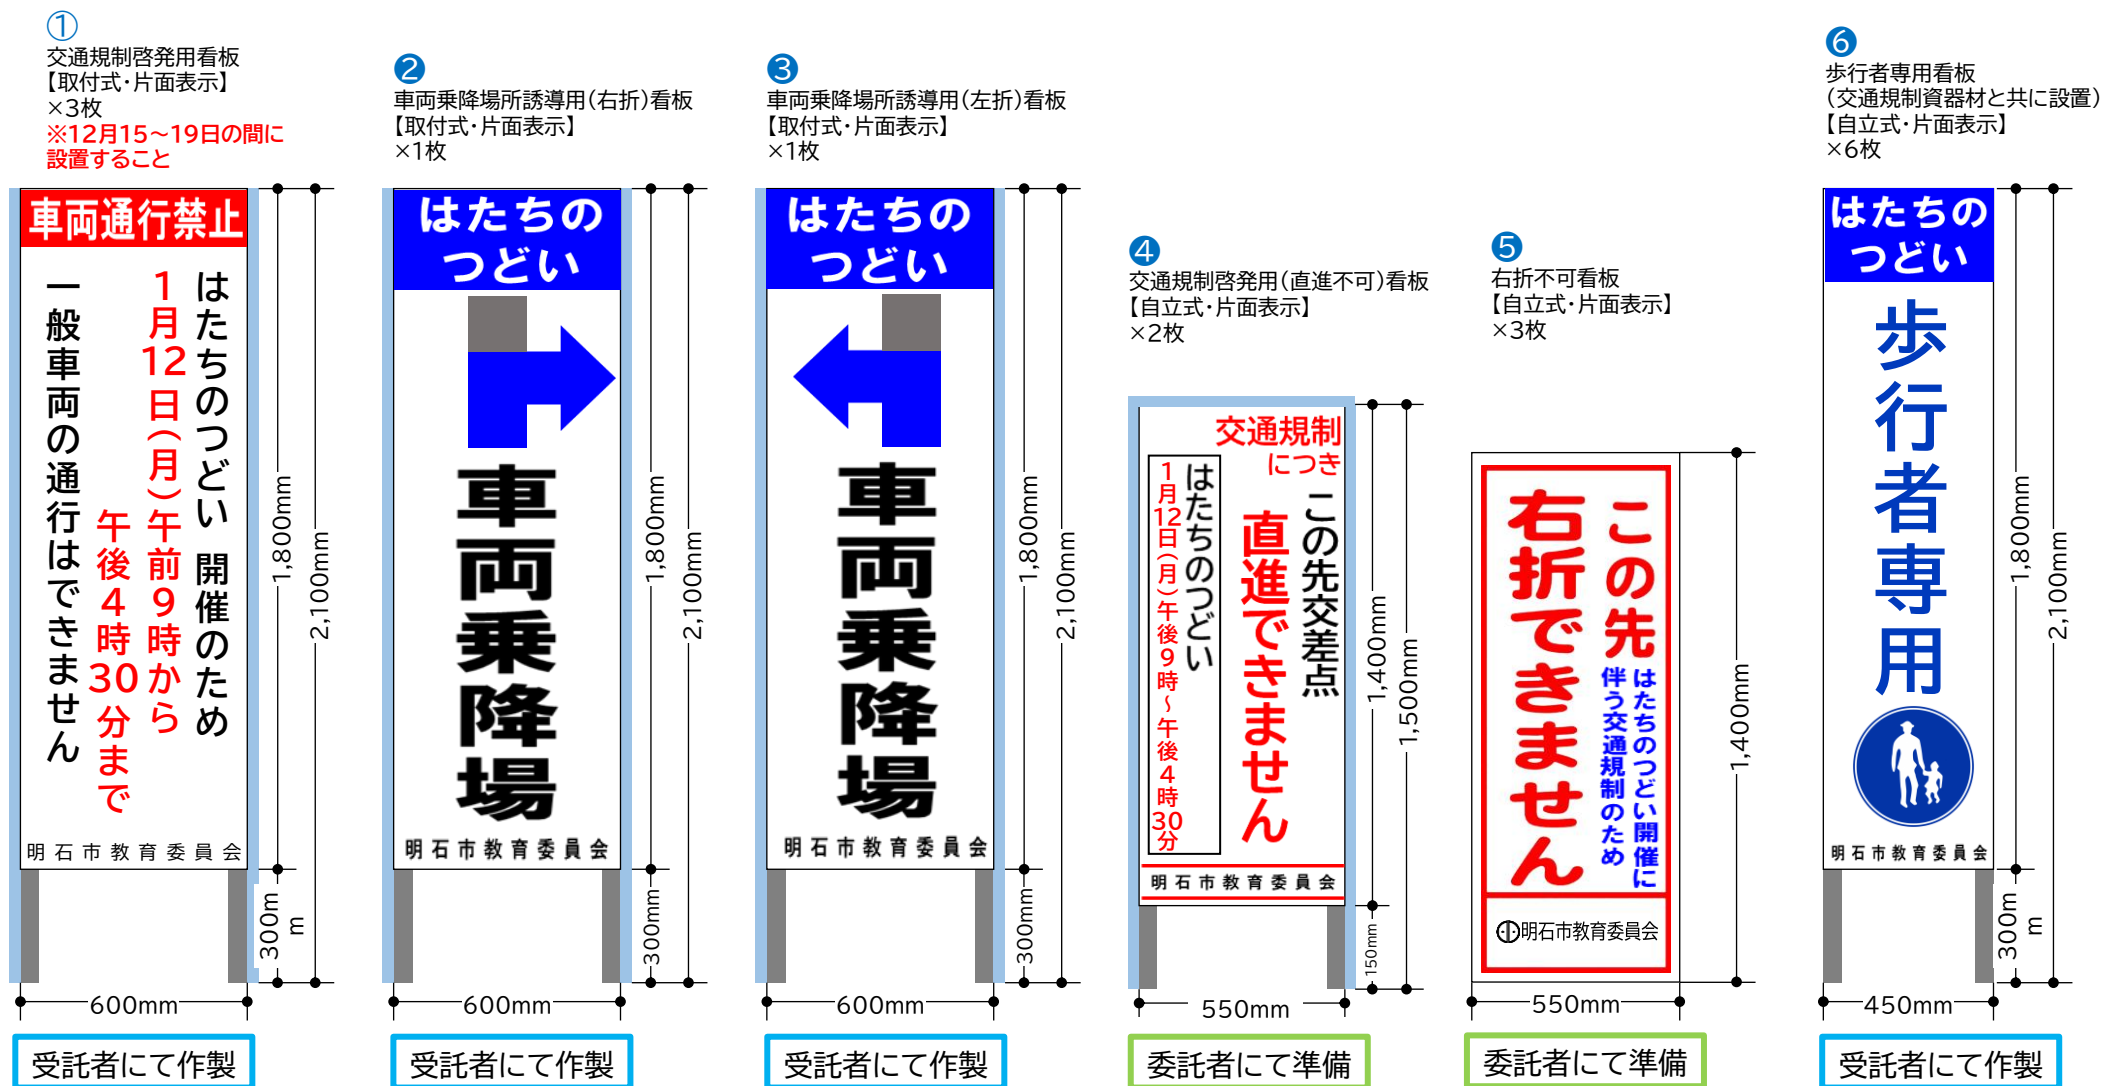 ①
交通規制啓発用看板
【取付式・片面表示】
×3枚
※12月15～19日の間に
設置すること
車両通行禁止
はたちのつどい 開催のため
1月12日(月)午前9時から
午後4時30分まで
一般車両の通行はできません
明石市教育委員会
1,800mm
2,100mm
300m
m
600mm
受託者にて作製
❷
車両乗降場所誘導用(右折)看板
【取付式・片面表示】
×1枚
はたちの
つどい
車両乗降場
明石市教育委員会
1,800mm
2,100mm
300mm
600mm
受託者にて作製
❸
車両乗降場所誘導用(左折)看板
【取付式・片面表示】
×1枚
はたちの
つどい
車両乗降場
明石市教育委員会
1,800mm
2,100mm
300mm
600mm
受託者にて作製
❹
交通規制啓発用(直進不可)看板
【自立式・片面表示】
×2枚
交通規制
につき
この先交差点
直進できません
はたちのつどい
1月12日(月)午後9時～午後4時30分
明石市教育委員会
1,400mm
1,500mm
150mm
550mm
委託者にて準備
❺
右折不可看板
【自立式・片面表示】
×3枚
この先
はたちのつどい開催に
伴う交通規制のため
右折できません
明石市教育委員会
1,400mm
550mm
委託者にて準備
❻
歩行者専用看板
(交通規制資器材と共に設置)
【自立式・片面表示】
×6枚
はたちの
つどい
歩行者専用
明石市教育委員会
1,800mm
2,100mm
300m
m
450mm
受託者にて作製